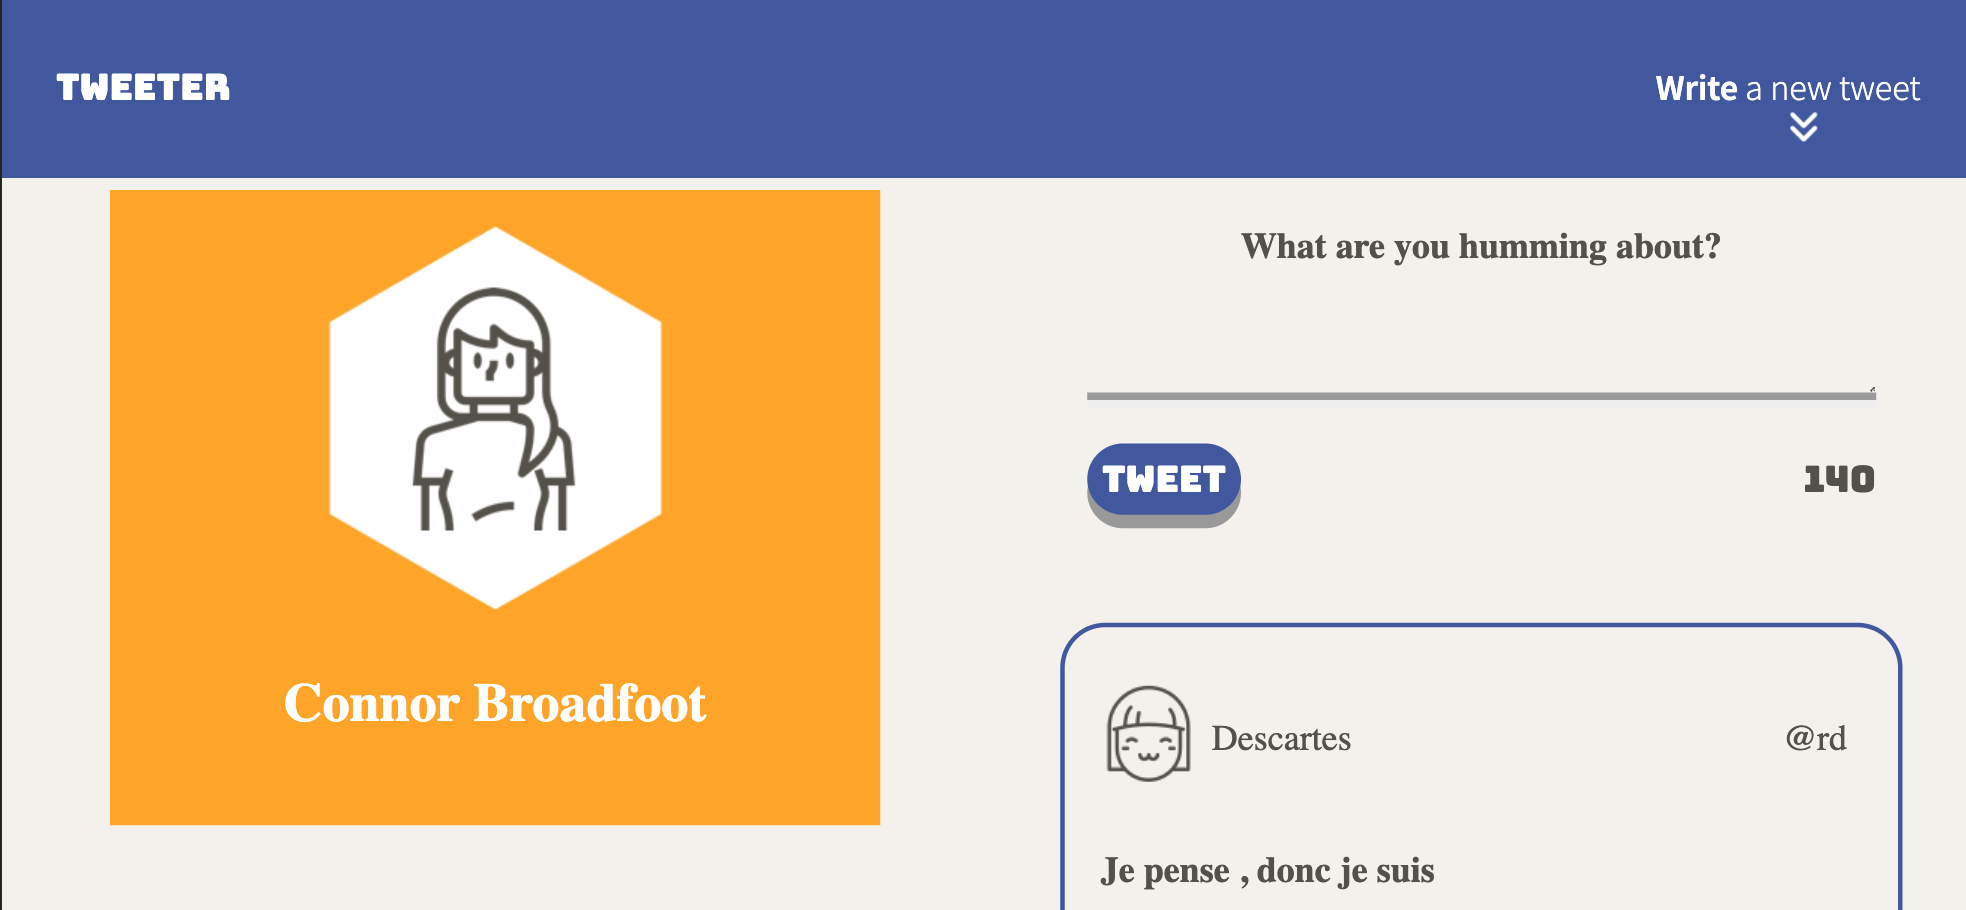 TWEETER
Write a new tweet
Connor Broadfoot
What are you humming about?
TWEET
140
Descartes
@rd
Je pense , donc je suis